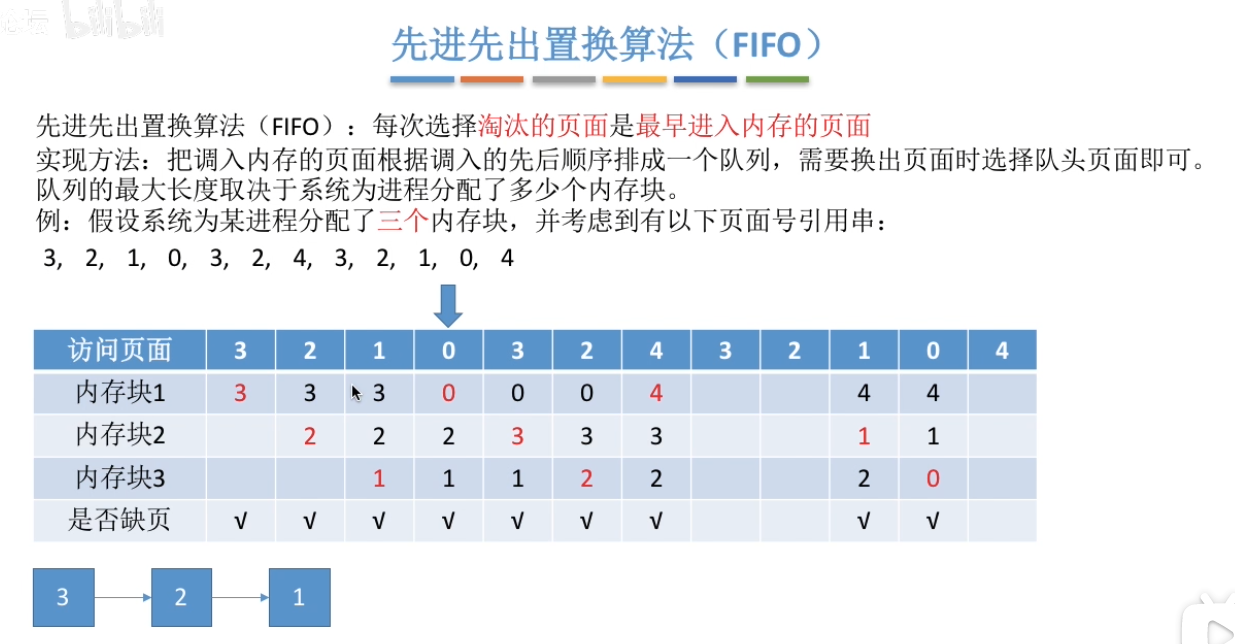 bilibili
先进先出置换算法（FIFO）
先进先出置换算法（FIFO）：每次选择淘汰的页面是最早进入内存的页面
实现方法：把调入内存的页面根据调入的先后顺序排成一个队列，需要换出页面时选择队头页面即可。
队列的最大长度取决于系统为进程分配了多少个内存块。
例：假设系统为某进程分配了三个内存块，并考虑到有以下页面号引用串：
3, 2, 1, 0, 3, 2, 4, 3, 2, 1, 0, 4
访问页面 3 2 1 0 3 2 4 3 2 1 0 4
内存块1 3 3 3 0 0 0 4 4 4
内存块2 2 2 2 3 3 3 1 1
内存块3 1 1 1 2 2 2 0
是否缺页 √ √ √ √ √ √ √ √ √
3 2 1